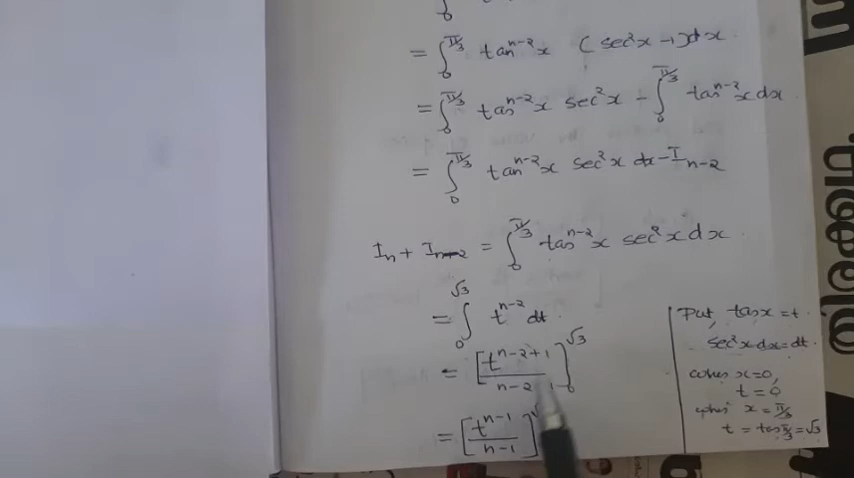 = ∫₀^{π/3} tan^{n-2}x (sec²x - 1)dx.
= ∫₀^{π/3} tan^{n-2}x sec²x - ∫₀^{π/3} tan^{n-2}x dx
= ∫₀^{π/3} tan^{n-2}x sec²x dx - I_{n-2}
I_n + I_{n-2} = ∫₀^{π/3} tan^{n-2}x sec²x dx.
= ∫₀^{√3} t^{n-2} dt.
= [t^{n-2+1}/n-2 1]₀^{√3}
= [t^{n-1}/n-1]
Put, tan x = t.
sec²x dx = dt.
when x=0,
t = 0
when x = π/3
t = tan π/3 = √3